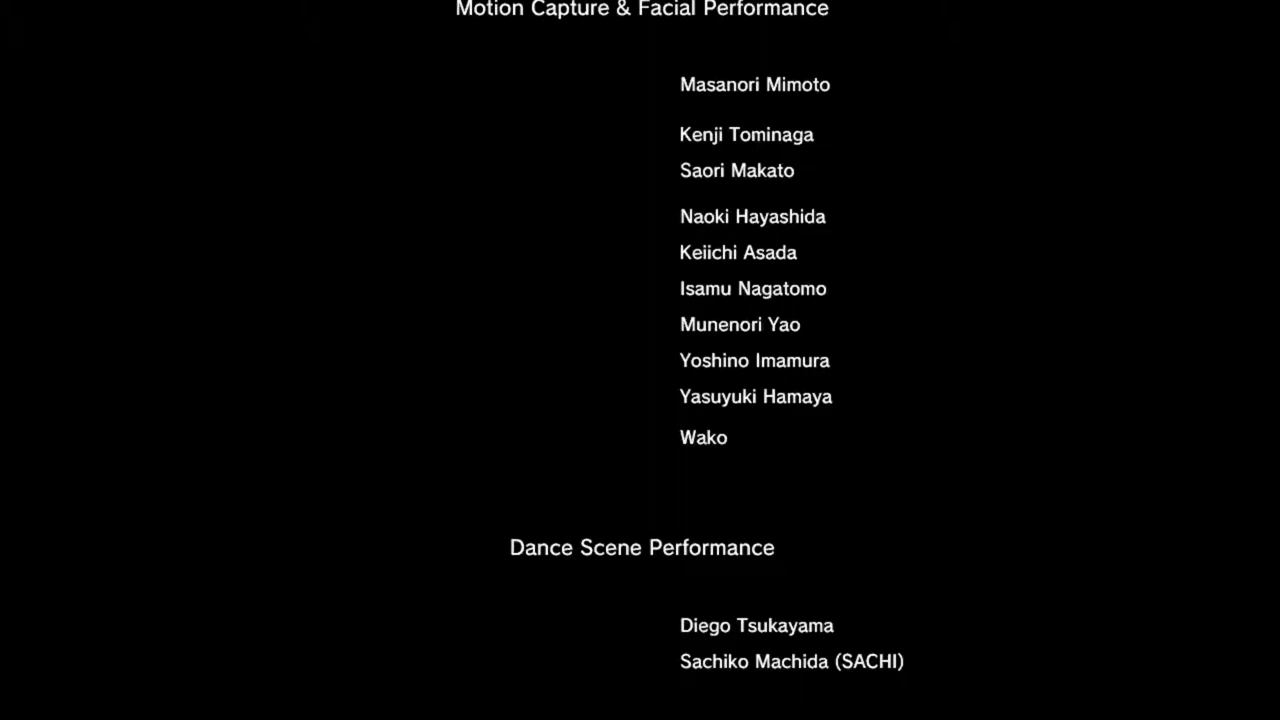 Motion Capture & Facial Performance
Masanori Mimoto
Kenji Tominaga
Saori Makato
Naoki Hayashida
Keiichi Asada
Isamu Nagatomo
Munenori Yao
Yoshino Imamura
Yasuyuki Hamaya
Wako
Dance Scene Performance
Diego Tsukayama
Sachiko Machida (SACHI)